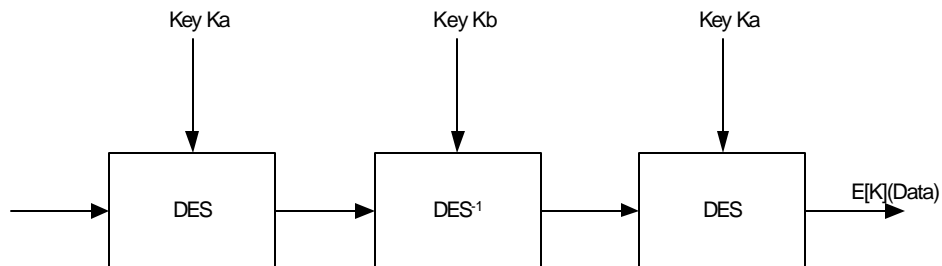 Key Ka
Key Kb
Key Ka
DES
DES-1
DES
E[K](Data)